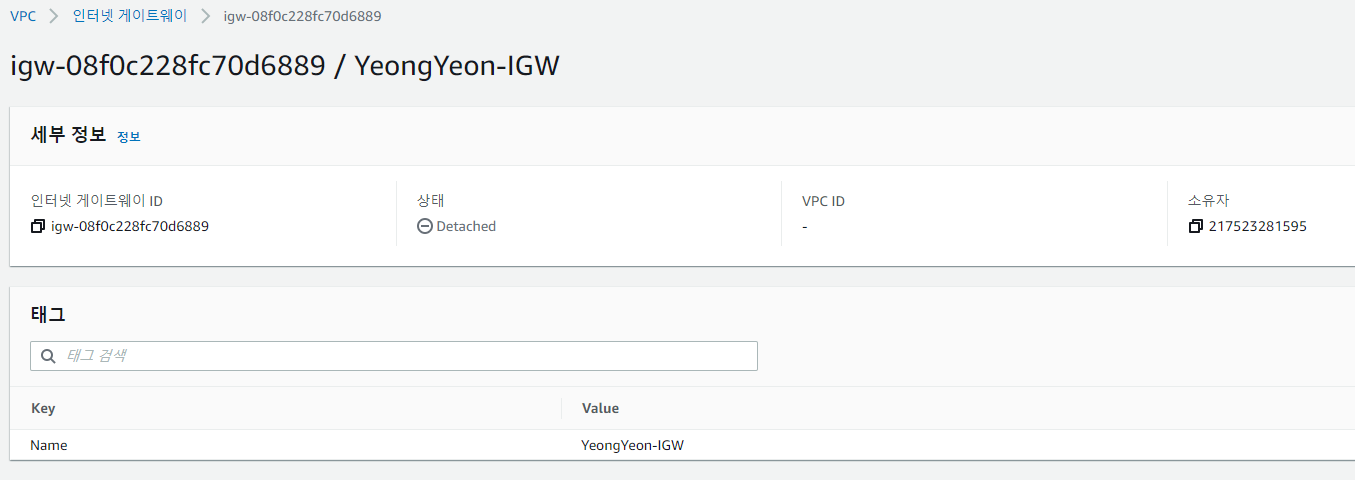 VPC > 인터넷 게이트웨이 > igw-08f0c228fc70d6889
igw-08f0c228fc70d6889 / YeongYeon-IGW
세부 정보 정보
인터넷 게이트웨이 ID 상태 VPC ID 소유자
igw-08f0c228fc70d6889 Detached - 217523281595
태그
태그 검색
Key Value
Name YeongYeon-IGW